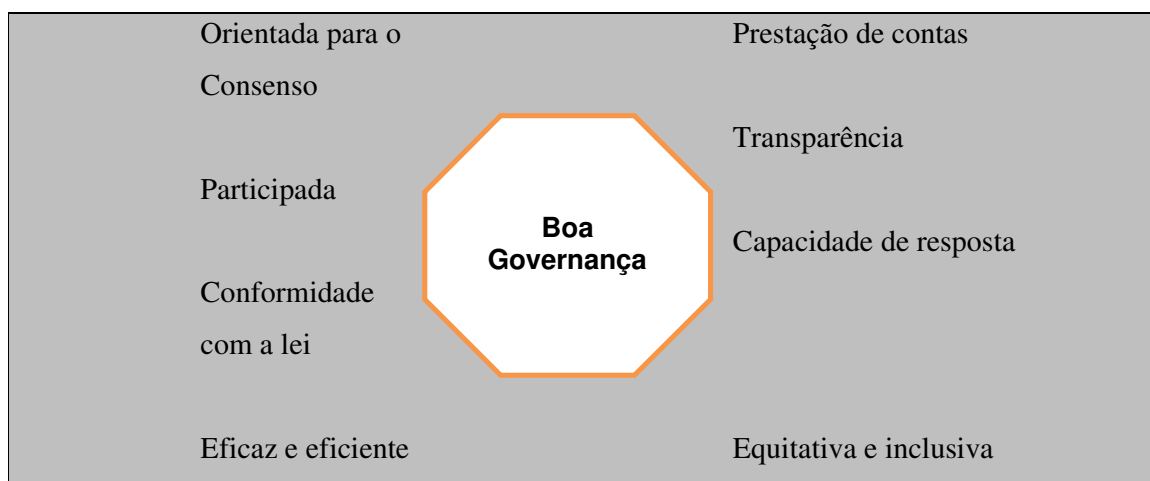 Orientada para o
Consenso
Prestação de contas
Transparência
Participada
Boa
Governança
Capacidade de resposta
Conformidade
com a lei
Eficaz e eficiente
Equitativa e inclusiva